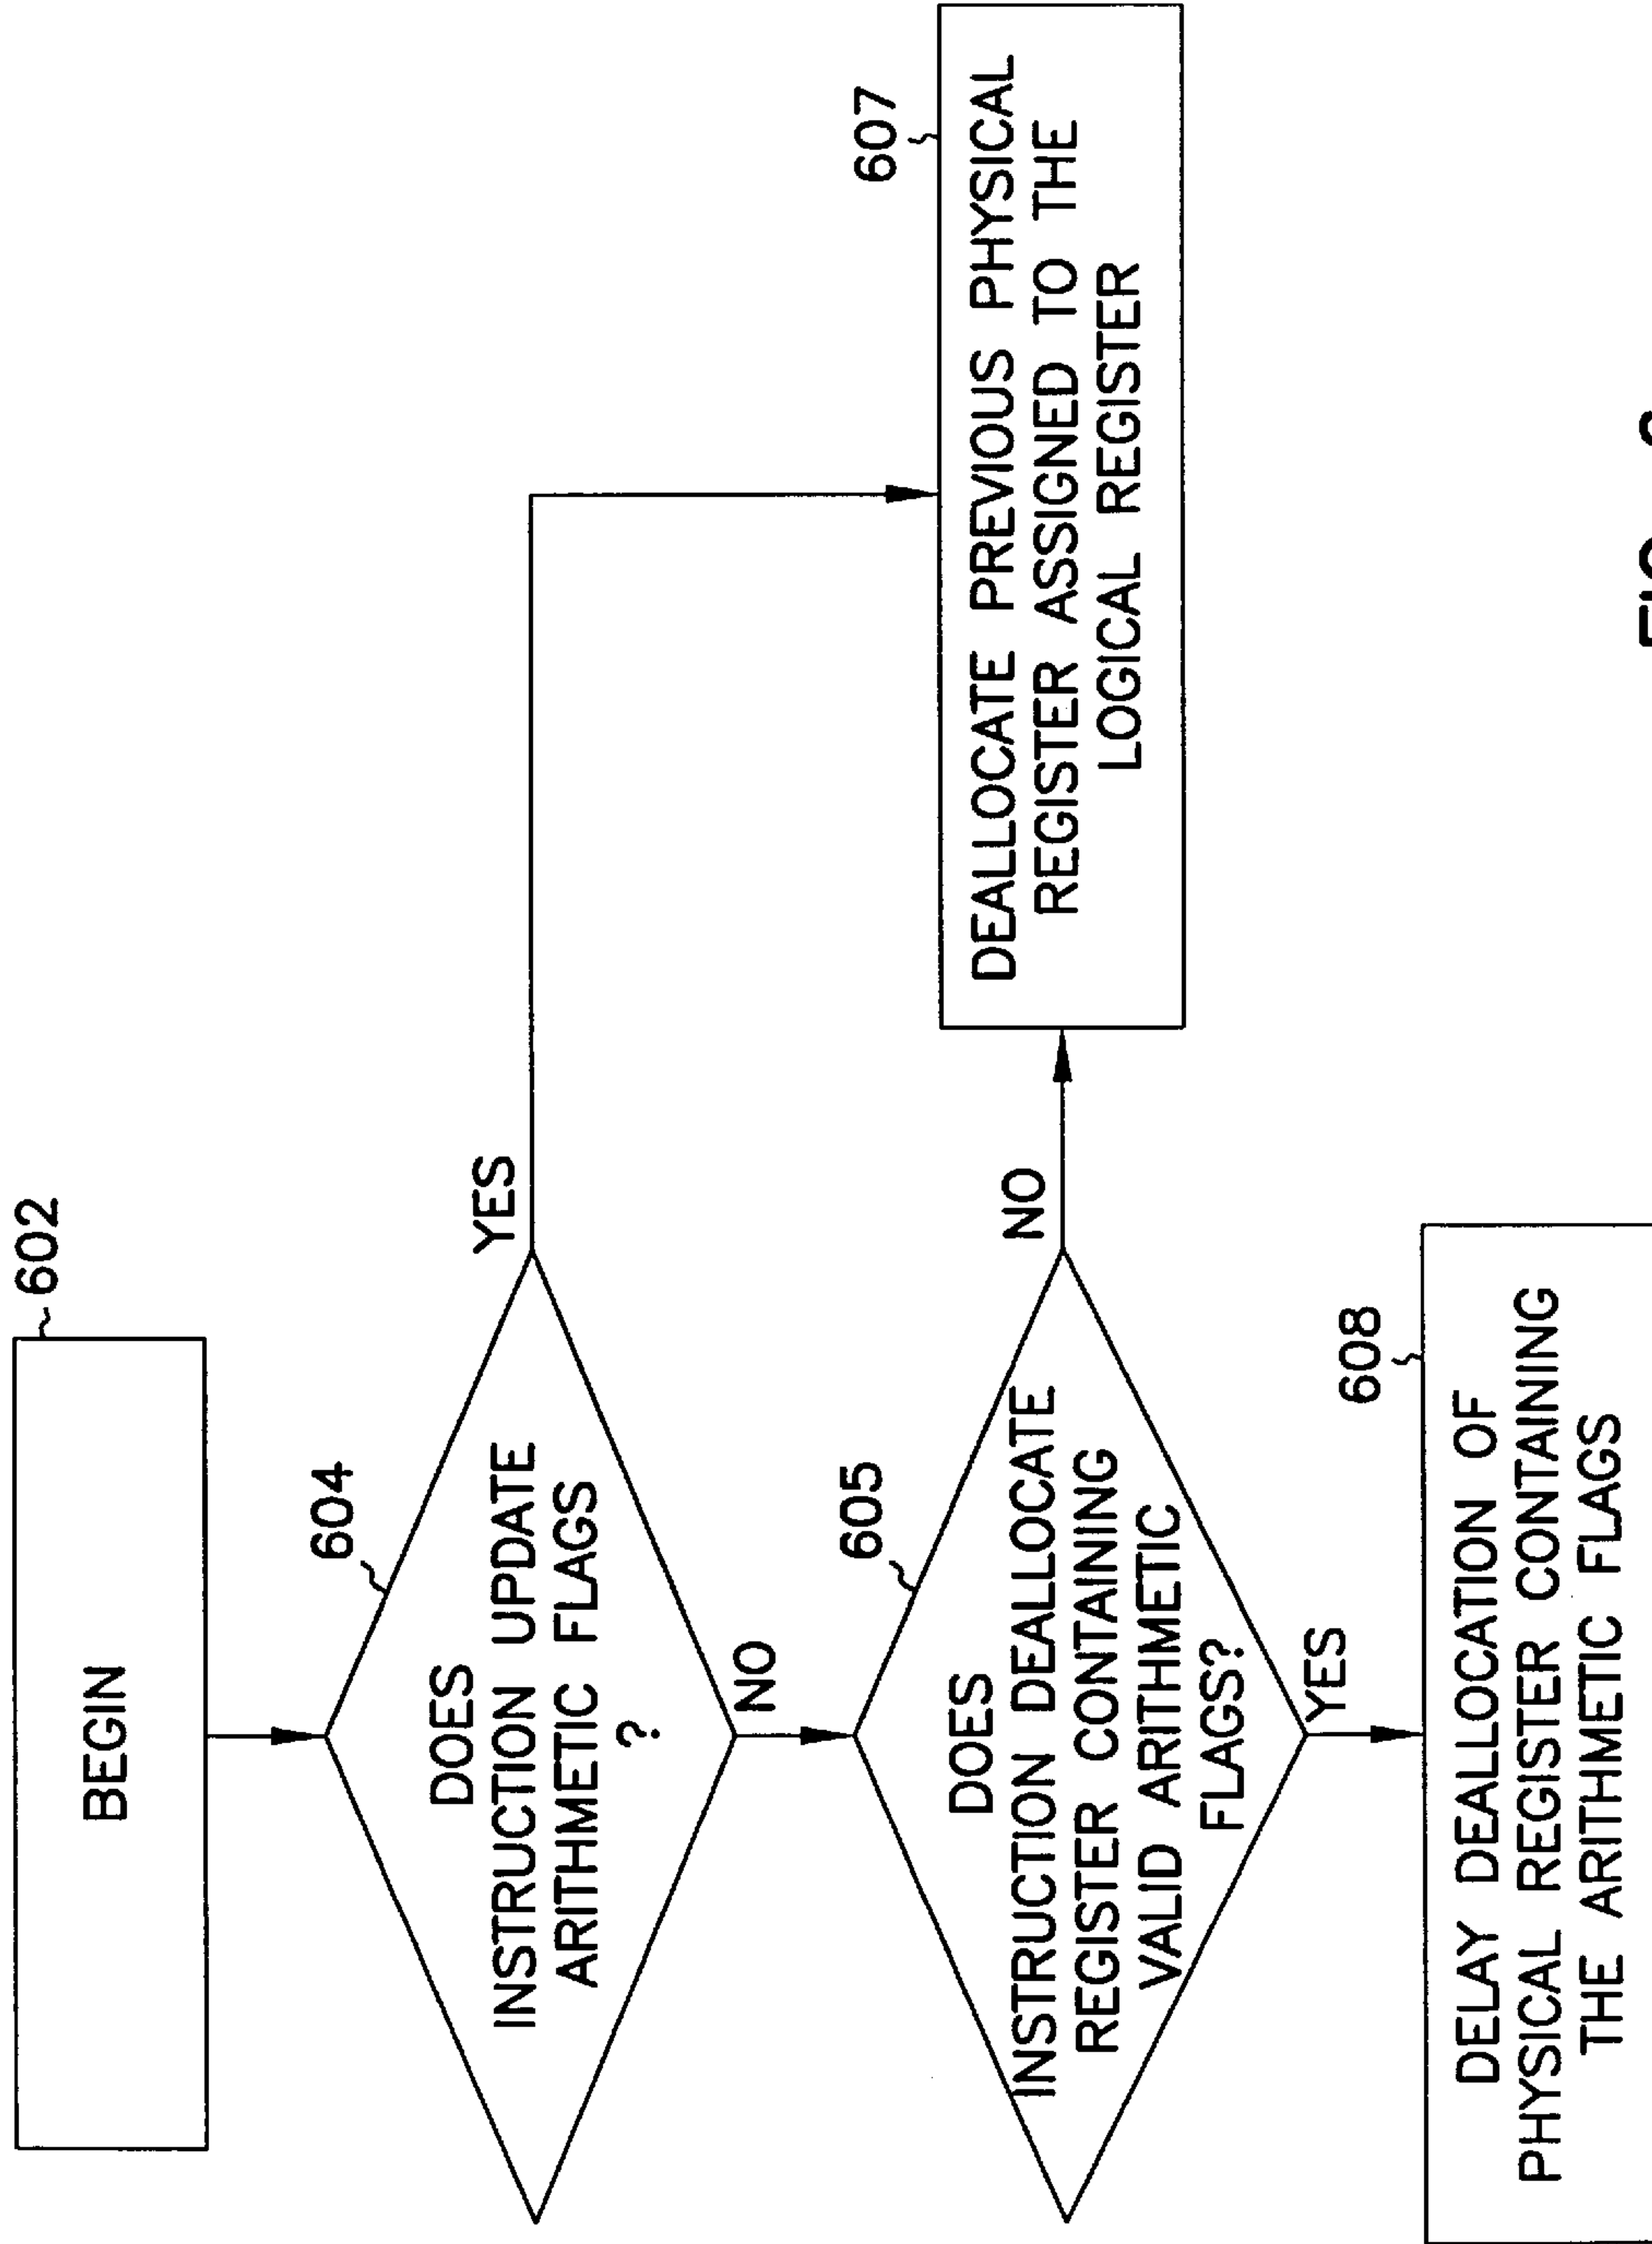 602
BEGIN
604
DOES
INSTRUCTION UPDATE
ARITHMETIC FLAGS
?
YES
NO
605
DOES
INSTRUCTION DEALLOCATE
REGISTER CONTAINING
VALID ARITHMETIC
FLAGS?
NO
YES
607
DEALLOCATE PREVIOUS PHYSICAL
REGISTER ASSIGNED TO THE
LOGICAL REGISTER
608
DELAY DEALLOCATION OF
PHYSICAL REGISTER CONTAINING
THE ARITHMETIC FLAGS